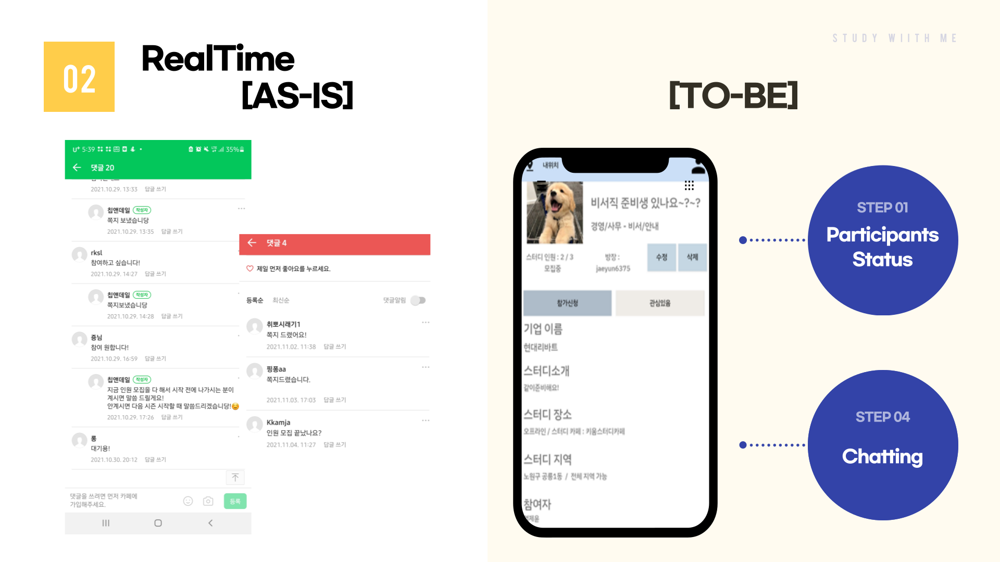 STUDY WIITH ME
02
RealTime
[AS-IS]
[TO-BE]
U+ 5:39
LTE
35%
댓글 20
2021.10.29. 13:33 답글 쓰기
칩앤데일 작성자
쪽지 보냈습니당
2021.10.29. 13:35 답글 쓰기
rksl
참여하고 싶습니다!
2021.10.29. 14:27 답글 쓰기
칩앤데일 작성자
쪽지보냈습니당
2021.10.29. 14:28 답글 쓰기
죵님
참여 원합니다!
2021.10.29. 16:59 답글 쓰기
칩앤데일 작성자
지금 인원 모집을 다 해서 시작 전에 나가시는 분이
계시면 말씀 드릴게요!
안계시면 다음 시즌 시작할 때 말씀드리겠습니당!😊
2021.10.29. 17:26 답글 쓰기
롱
대기용!
2021.10.30. 20:12 답글 쓰기
댓글을 쓰려면 먼저 카페에
가입해주세요.
등록
댓글 4
제일 먼저 좋아요를 누르세요.
등록순 최신순 댓글알림
취뽀시래기1
쪽지 드렸어요!
2021.11.02. 11:38 답글 쓰기
핑퐁aa
쪽지드렸습니다.
2021.11.03. 17:03 답글 쓰기
Kkamja
인원 모집 끝났나요?
2021.11.04. 11:27 답글 쓰기
내위치
비서직 준비생 있나요~?~?
경영/사무 - 비서/안내
스터디 인원 : 2 / 3
모집중
방장 :
jaeyun6375
수정
삭제
참가신청
관심있음
기업 이름
현대리바트
스터디소개
같이준비해요!
스터디 장소
오프라인 / 스터디 카페 : 키움스터디카페
스터디 지역
노원구 공릉1동 / 전체 지역 가능
참여자
STEP 01
Participants
Status
STEP 04
Chatting